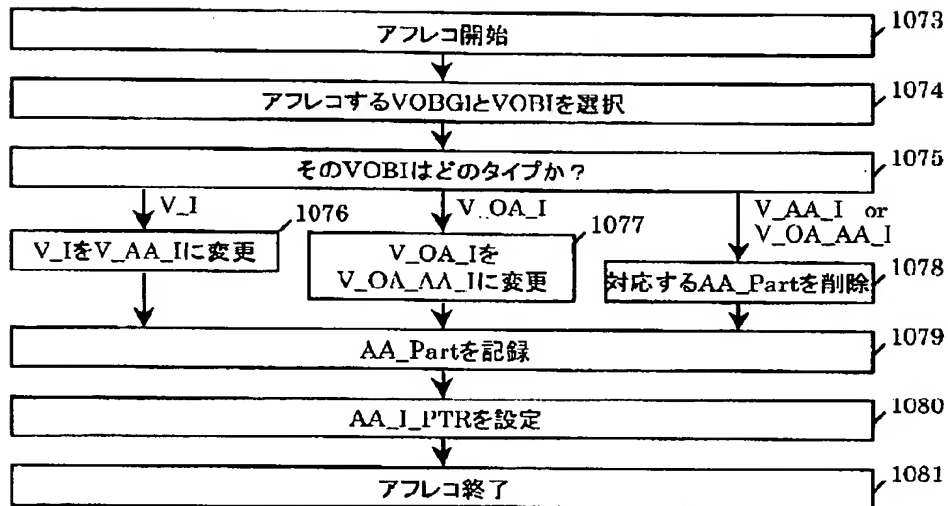 アフレコ開始
1073
アフレコするVOBGIとVOBIを選択
1074
そのVOBIはどのタイプか？
1075
V_I
V_OA_I
V_AA_I or
V_OA_AA_I
V_IをV_AA_Iに変更
1076
V_OA_Iを
V_OA_AA_Iに変更
1077
対応するAA_Partを削除
1078
AA_Partを記録
1079
AA_I_PTRを設定
1080
アフレコ終了
1081